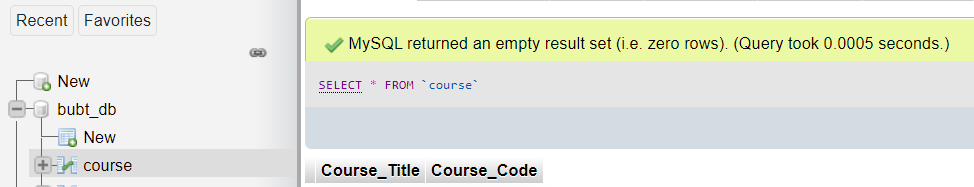 Recent Favorites
New
bubt_db
New
course
MySQL returned an empty result set (i.e. zero rows). (Query took 0.0005 seconds.)
SELECT * FROM `course`
Course_Title Course_Code